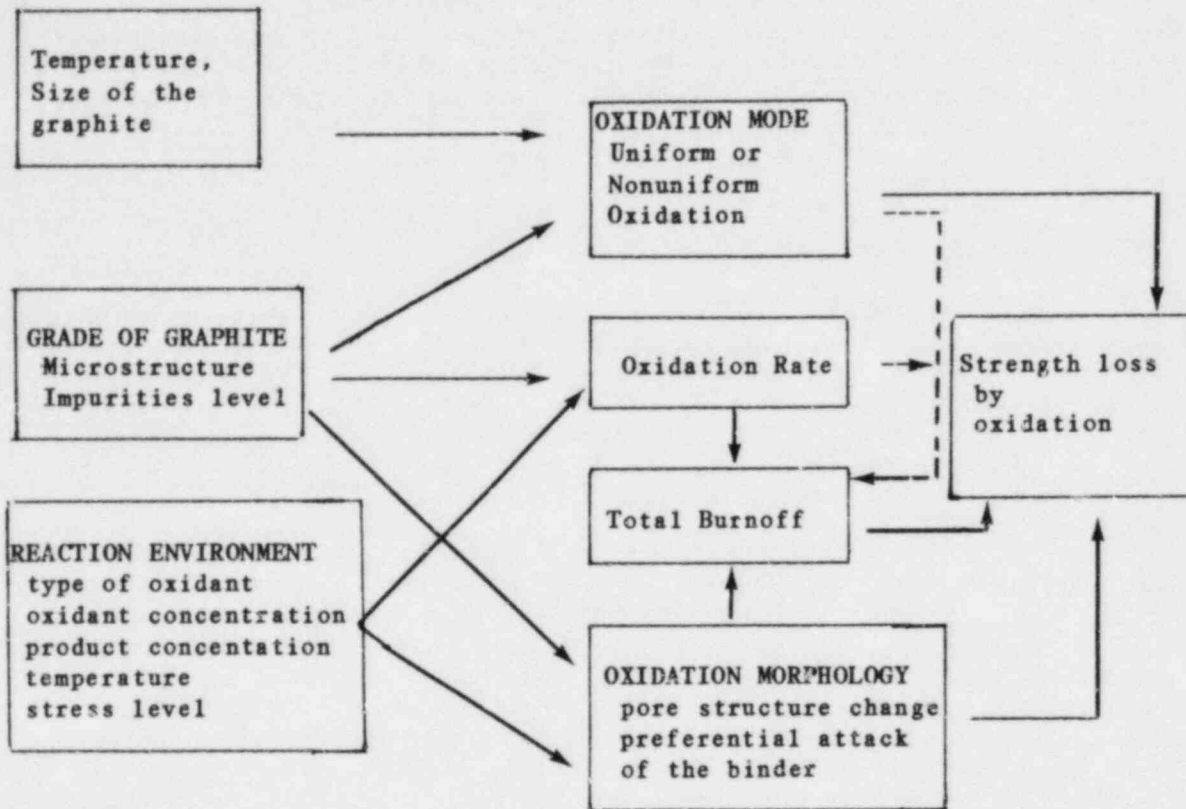 Temperature,
Size of the
graphite
OXIDATION MODE
Uniform or
Nonuniform
Oxidation
GRADE OF GRAPHITE
Microstructure
Impurities level
Oxidation Rate
Strength loss
by
oxidation
Total Burnoff
REACTION ENVIRONMENT
type of oxidant
oxidant concentration
product concentation
temperature
stress level
OXIDATION MORPHOLOGY
pore structure change
preferential attack
of the binder